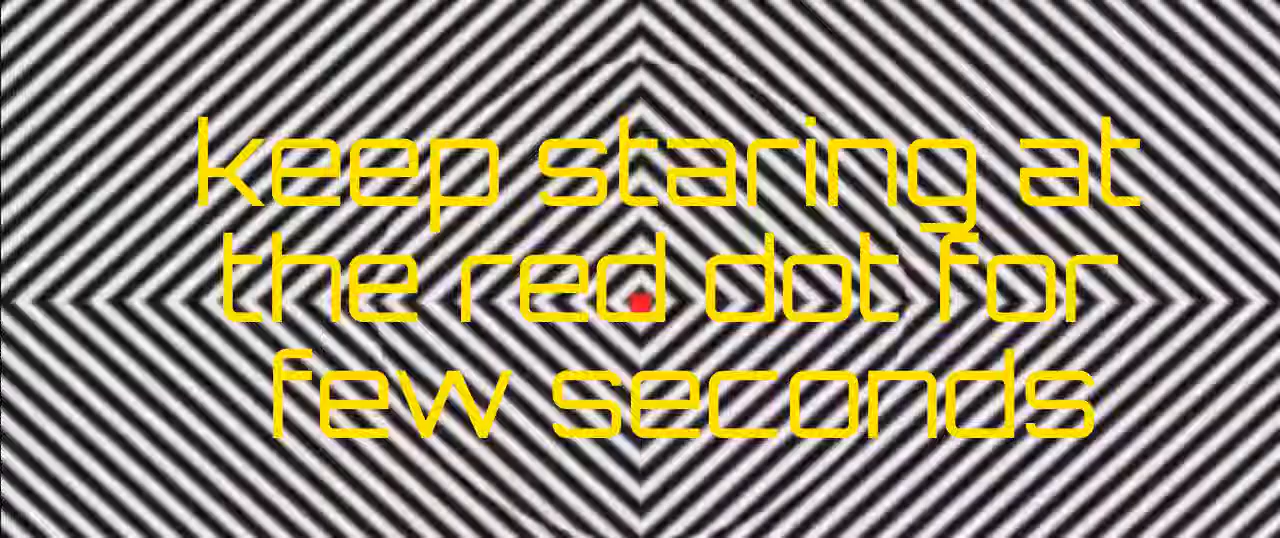 keep staring at
the red dot for
few seconds